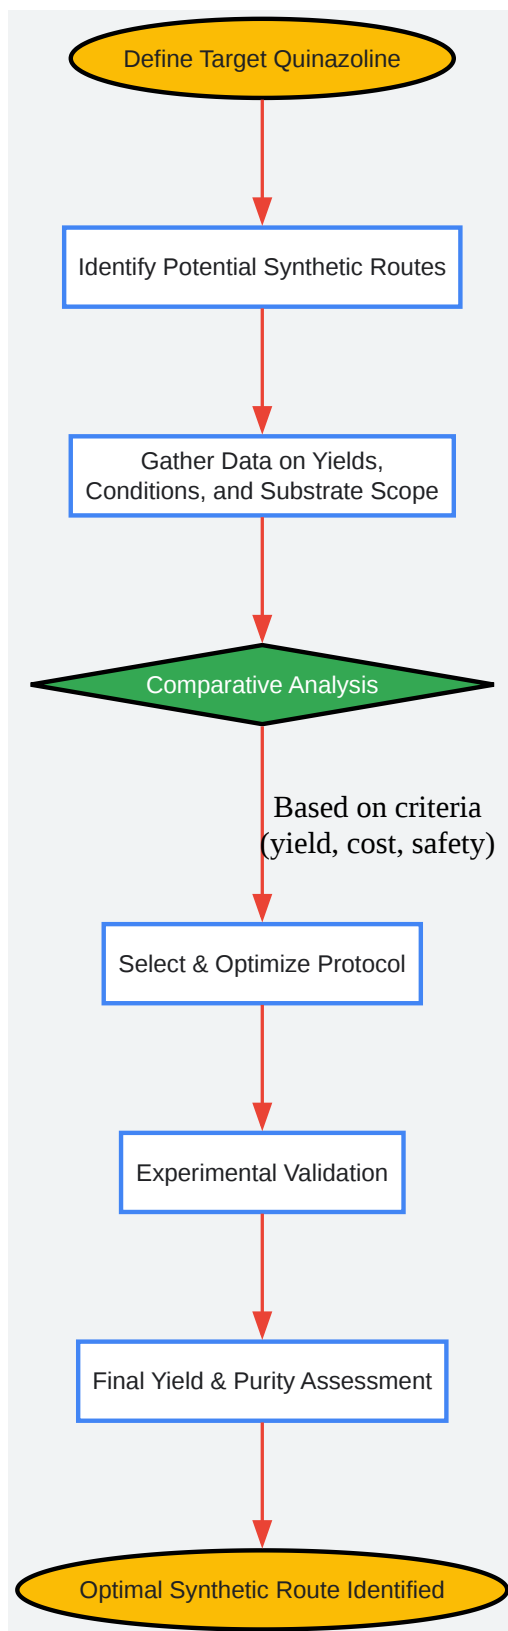 Define Target Quinazoline
Identify Potential Synthetic Routes
Gather Data on Yields,
Conditions, and Substrate Scope
Comparative Analysis
Based on criteria
(yield, cost, safety)
Select & Optimize Protocol
Experimental Validation
Final Yield & Purity Assessment
Optimal Synthetic Route Identified